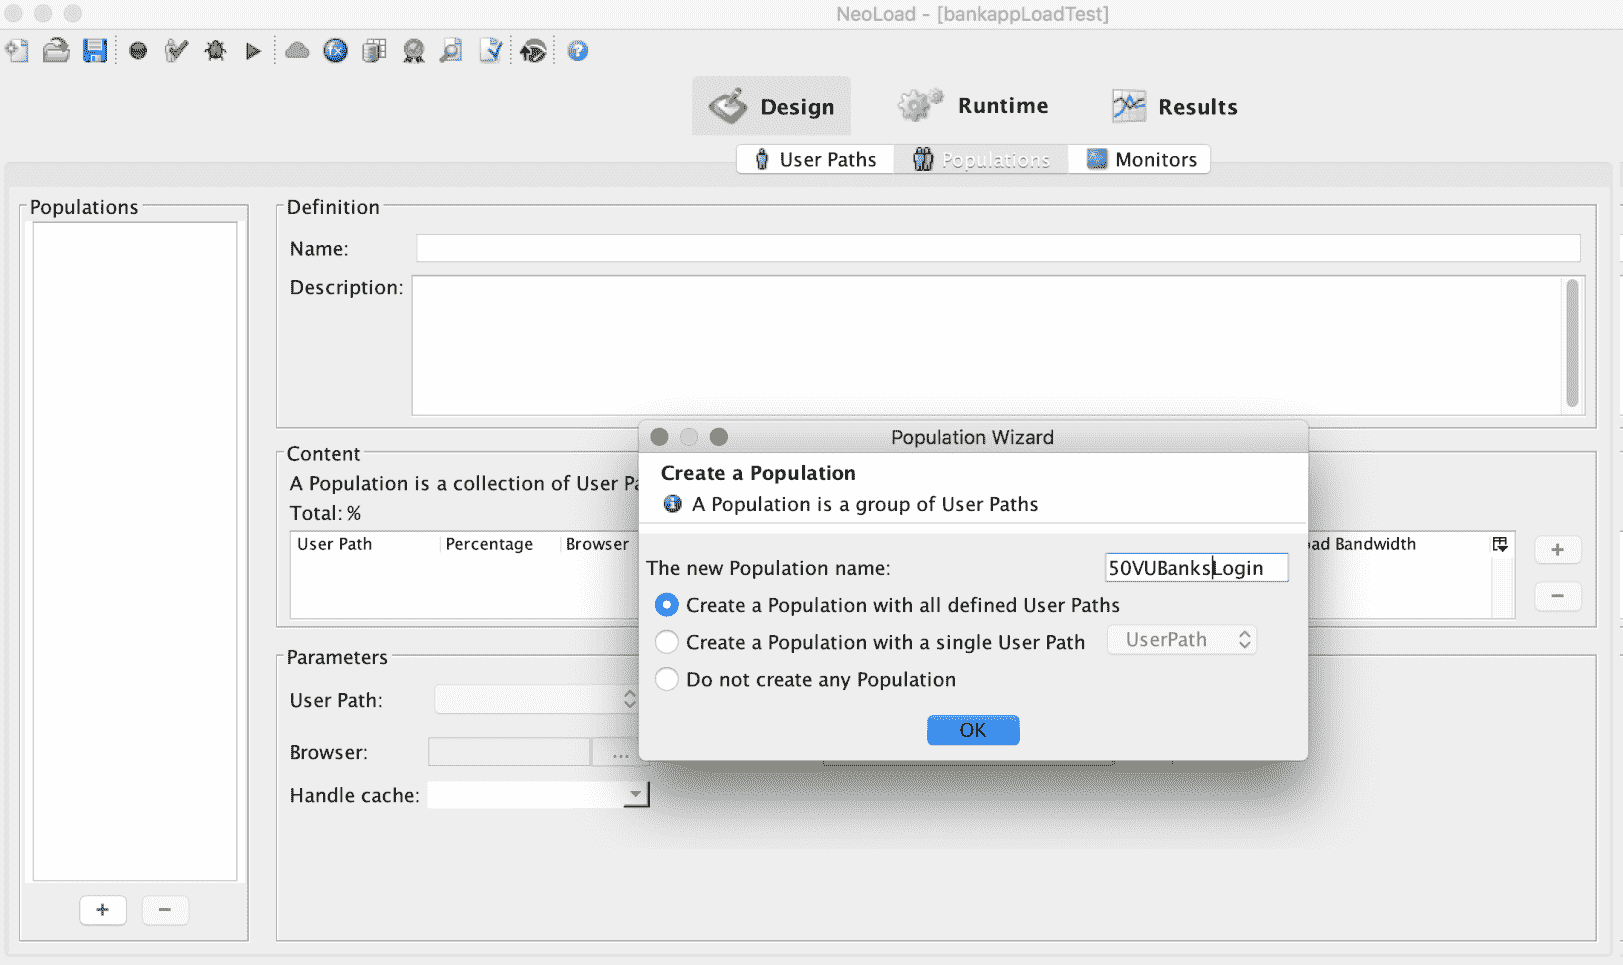 NeoLoad - [bankappLoadTest]
Design
Runtime
Results
User Paths
Populations
Monitors
Populations
Definition
Name:
Description:
Content
A Population is a collection of User Pa
Total: %
User Path Percentage Browser ad Bandwidth
Parameters
User Path:
Browser: ...
Handle cache:
Population Wizard
Create a Population
A Population is a group of User Paths
The new Population name: 50VUBanksLogin
Create a Population with all defined User Paths
Create a Population with a single User Path UserPath
Do not create any Population
OK